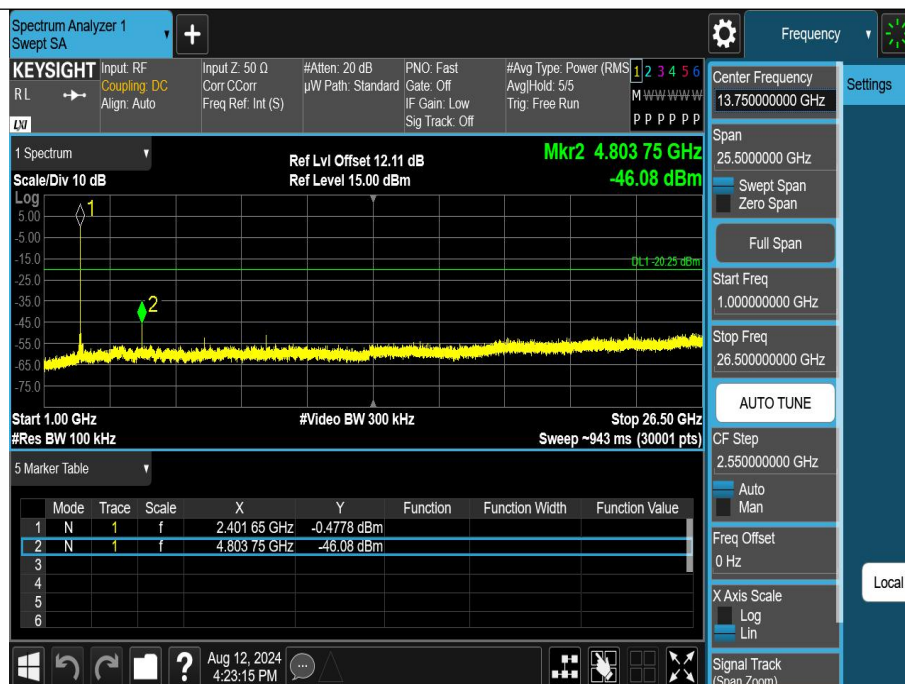 Spectrum Analyzer 1
Swept SA
+
Frequency
KEYSIGHT
RL
LXI
Input: RF
Coupling: DC
Align: Auto
Input Z: 50 Ω
Corr CCorr
Freq Ref: Int (S)
#Atten: 20 dB
µW Path: Standard
PNO: Fast
Gate: Off
IF Gain: Low
Sig Track: Off
#Avg Type: Power (RMS
Avg|Hold: 5/5
Trig: Free Run
1 2 3 4 5 6
M W W W W W
P P P P P P
1 Spectrum
Scale/Div 10 dB
Ref Lvl Offset 12.11 dB
Ref Level 15.00 dBm
Mkr2 4.803 75 GHz
-46.08 dBm
Log
5.00
-5.00
-15.0
-25.0
-35.0
-45.0
-55.0
-65.0
-75.0
1
2
DL1 -20.25 dBm
Start 1.00 GHz
#Video BW 300 kHz
Stop 26.50 GHz
#Res BW 100 kHz
Sweep ~943 ms (30001 pts)
5 Marker Table
Mode Trace Scale X Y Function Function Width Function Value
1 N 1 f 2.401 65 GHz -0.4778 dBm
2 N 1 f 4.803 75 GHz -46.08 dBm
3
4
5
6
?
Aug 12, 2024
4:23:15 PM
Center Frequency
13.750000000 GHz
Settings
Span
25.5000000 GHz
Swept Span
Zero Span
Full Span
Start Freq
1.000000000 GHz
Stop Freq
26.500000000 GHz
AUTO TUNE
CF Step
2.550000000 GHz
Auto
Man
Freq Offset
0 Hz
Local
X Axis Scale
Log
Lin
Signal Track
(Span Zoom)